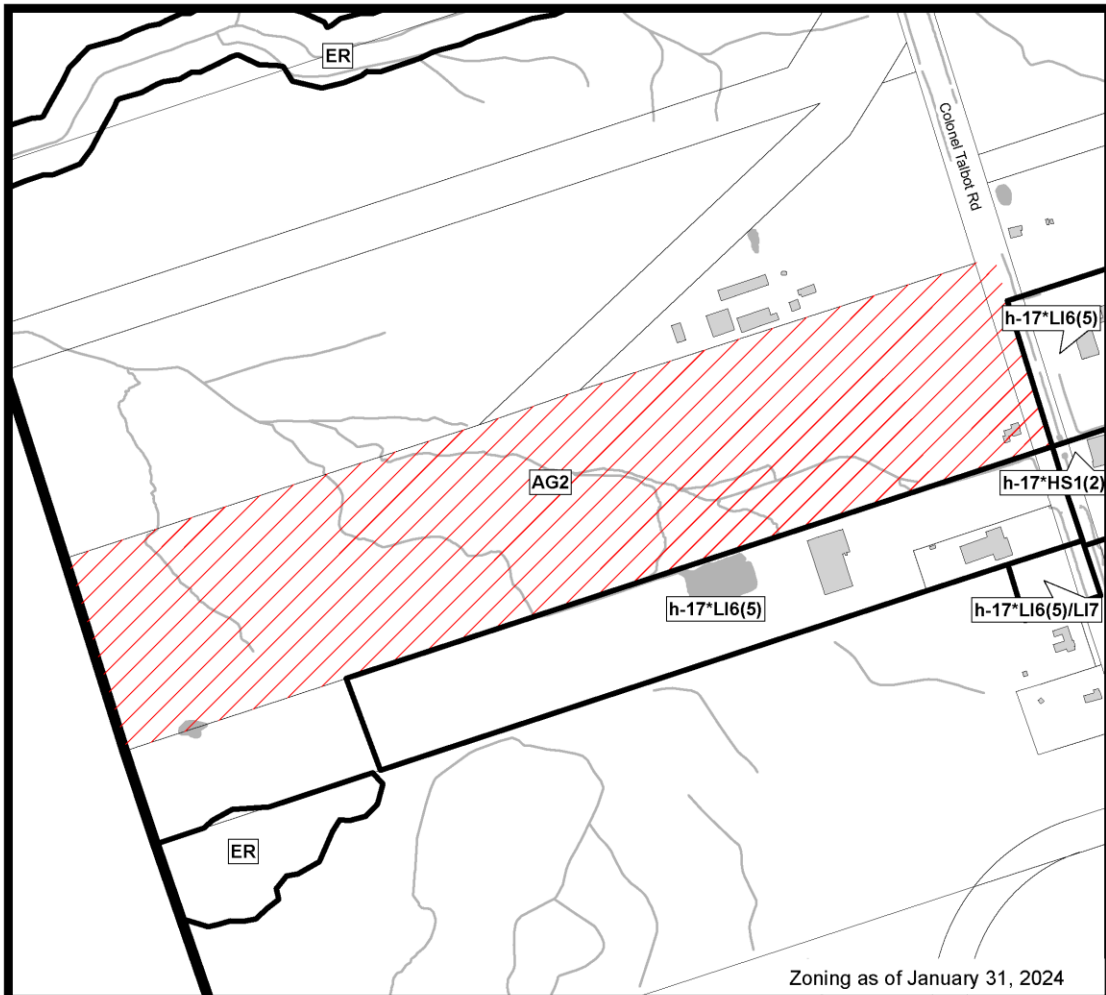 ER
Colonel Talbot Rd
h-17*LI6(5)
AG2
h-17*HS1(2)
h-17*LI6(5)
h-17*LI6(5)/LI7
ER
Zoning as of January 31, 2024